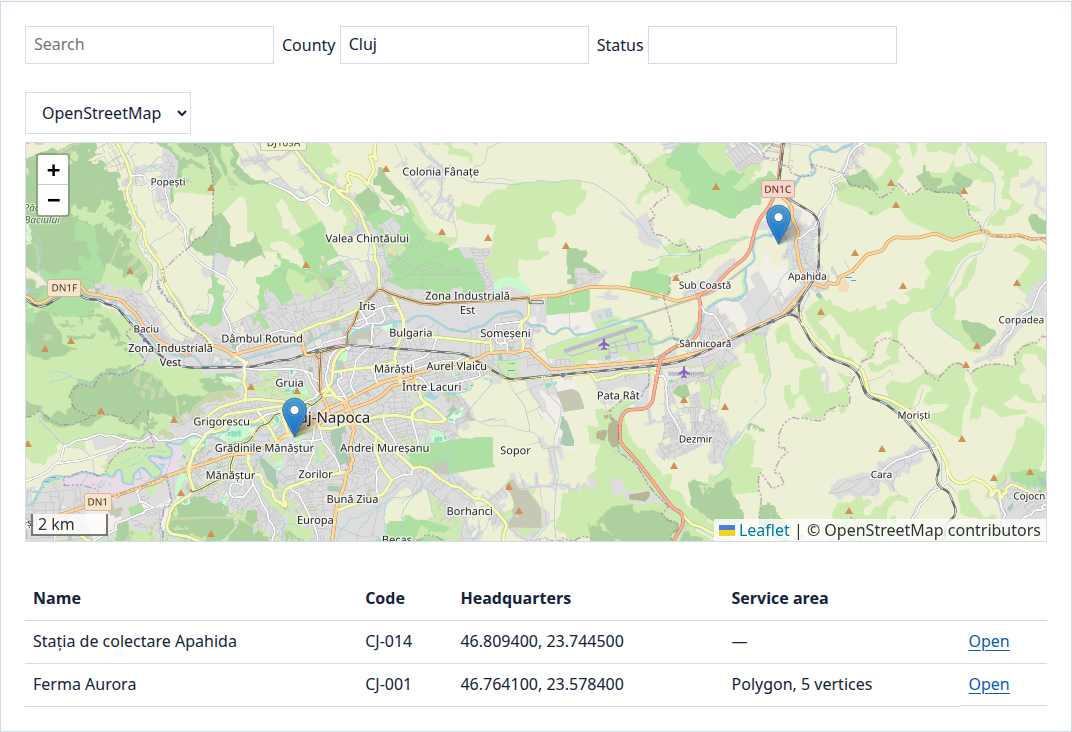 Search County Cluj Status
OpenStreetMap
+
−
DJ109A
Colonia Fânațe
Popești
DN1C
Baciului
Valea Chintăului
Apahida
Sub Coastă
DN1F
Zona Industrială
Est
Iris
Corpadea
Baciu
Bulgaria
Someșeni
Dâmbul Rotund
Sânnicoară
Zona Industrială
Vest
Mărăști
Aurel Vlaicu
Gruia
Între Lacuri
Pata Rât
Moriști
Grigorescu
j-Napoca
Dezmir
Grădinile Mănăștur
Andrei Mureșanu
Sopor
Mănăștur
Zorilor
Cara
Bună Ziua
DN1
Cojocn
Borhanci
Europa
2 km
Becas
Leaflet | © OpenStreetMap contributors
Name Code Headquarters Service area
Stația de colectare Apahida CJ-014 46.809400, 23.744500 — Open
Ferma Aurora CJ-001 46.764100, 23.578400 Polygon, 5 vertices Open